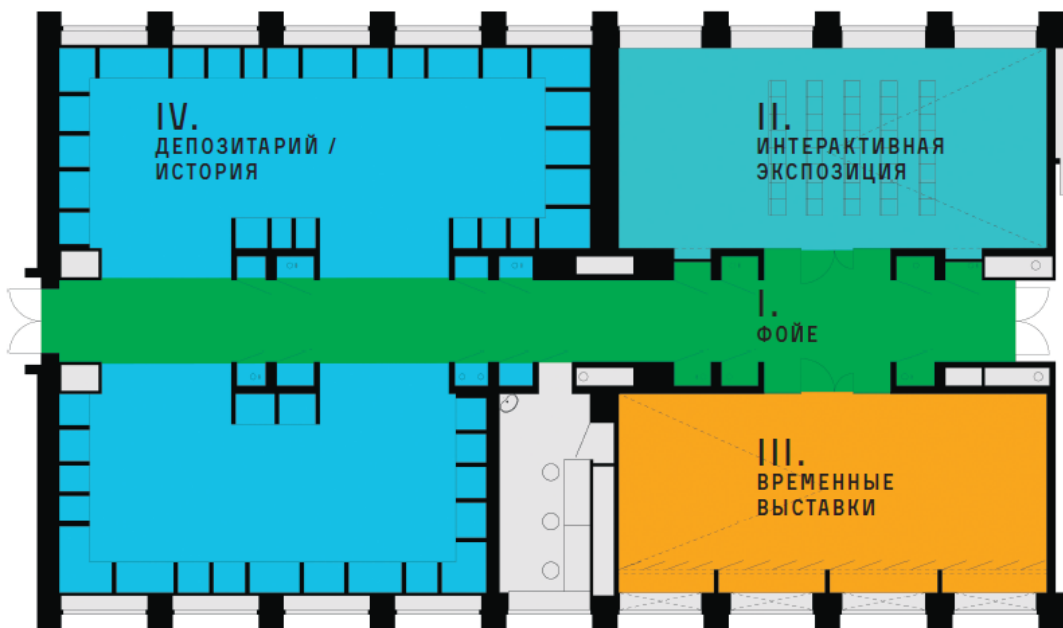 IV.
ДЕПОЗИТАРИЙ /
ИСТОРИЯ
II.
ИНТЕРАКТИВНАЯ
ЭКСПОЗИЦИЯ
I.
ФОЙЕ
III.
ВРЕМЕННЫЕ
ВЫСТАВКИ